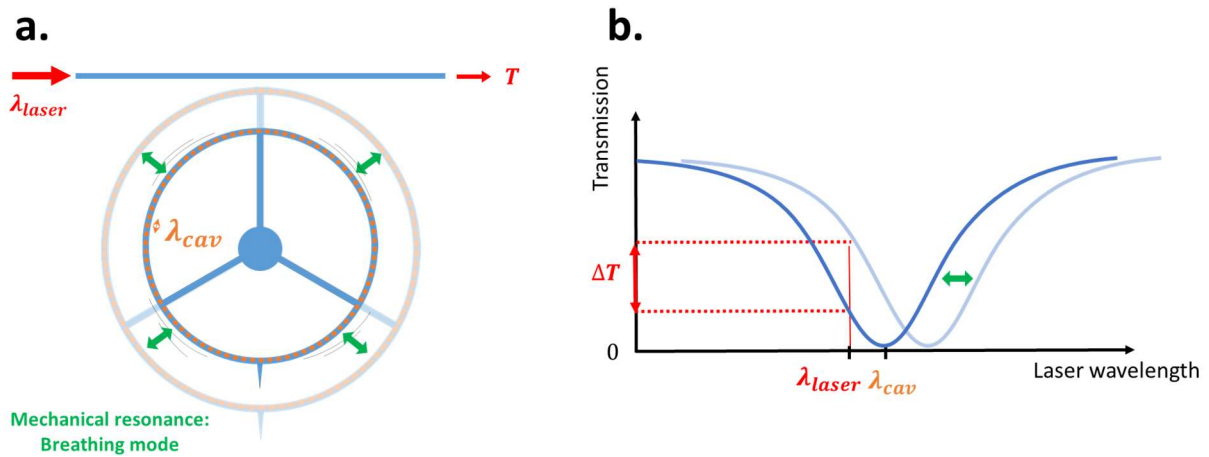 a.
λlaser
T
λcav
Mechanical resonance:
Breathing mode
b.
Transmission
ΔT
0
λlaser
λcav
Laser wavelength